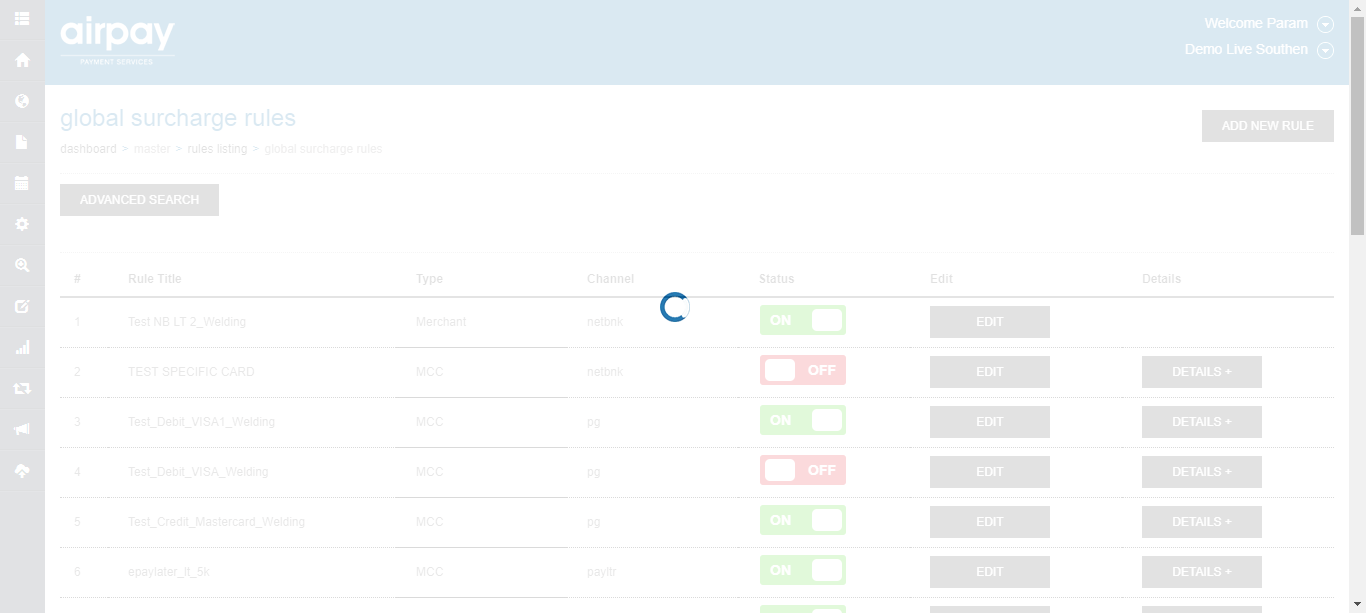 airpay
PAYMENT SERVICES
Welcome Param
Demo Live Southen
global surcharge rules
ADD NEW RULE
dashboard > master > rules listing > global surcharge rules
ADVANCED SEARCH
# Rule Title Type Channel Status Edit Details
1 Test NB LT 2_Welding Merchant netbnk ON EDIT
2 TEST SPECIFIC CARD MCC netbnk OFF EDIT DETAILS +
3 Test_Debit_VISA1_Welding MCC pg ON EDIT DETAILS +
4 Test_Debit_VISA_Welding MCC pg OFF EDIT DETAILS +
5 Test_Credit_Mastercard_Welding MCC pg ON EDIT DETAILS +
6 epaylater_lt_5k MCC payltr ON EDIT DETAILS +